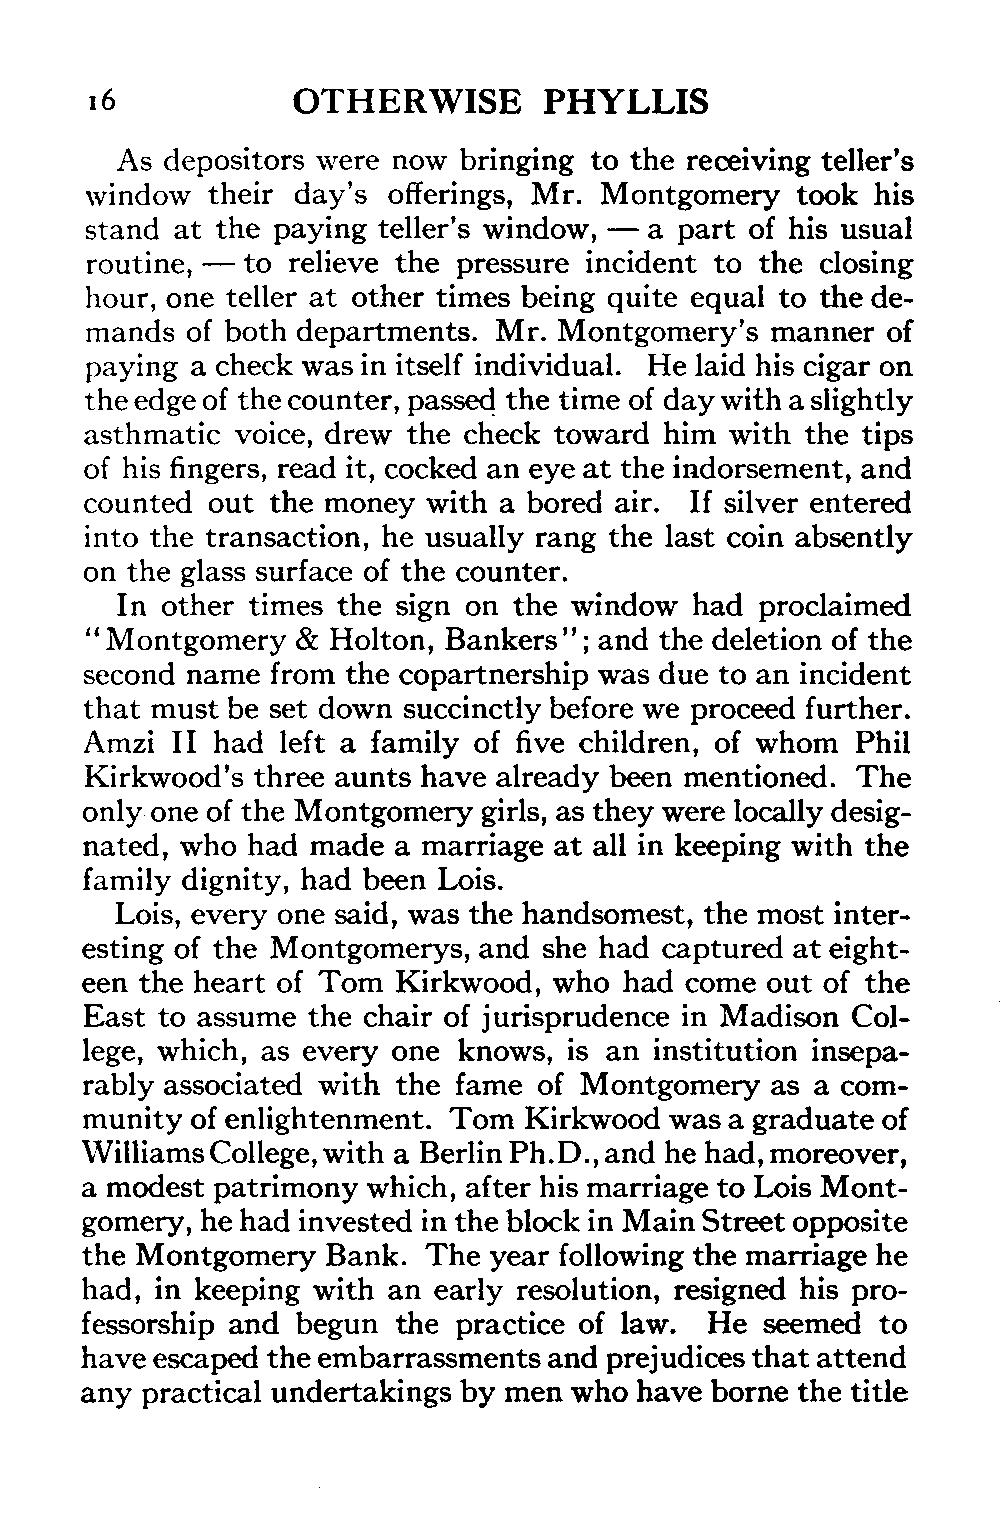 16 OTHERWISE PHYLLIS
As depositors were now bringing to the receiving teller's
window their day's offerings, Mr. Montgomery took his
stand at the paying teller's window, — a part of his usual
routine, — to relieve the pressure incident to the closing
hour, one teller at other times being quite equal to the de-
mands of both departments. Mr. Montgomery's manner of
paying a check was in itself individual. He laid his cigar on
the edge of the counter, passed the time of day with a slightly
asthmatic voice, drew the check toward him with the tips
of his fingers, read it, cocked an eye at the indorsement, and
counted out the money with a bored air. If silver entered
into the transaction, he usually rang the last coin absently
on the glass surface of the counter.
In other times the sign on the window had proclaimed
"Montgomery & Holton, Bankers"; and the deletion of the
second name from the copartnership was due to an incident
that must be set down succinctly before we proceed further.
Amzi II had left a family of five children, of whom Phil
Kirkwood's three aunts have already been mentioned. The
only one of the Montgomery girls, as they were locally desig-
nated, who had made a marriage at all in keeping with the
family dignity, had been Lois.
Lois, every one said, was the handsomest, the most inter-
esting of the Montgomerys, and she had captured at eight-
een the heart of Tom Kirkwood, who had come out of the
East to assume the chair of jurisprudence in Madison Col-
lege, which, as every one knows, is an institution insepa-
rably associated with the fame of Montgomery as a com-
munity of enlightenment. Tom Kirkwood was a graduate of
Williams College, with a Berlin Ph.D., and he had, moreover,
a modest patrimony which, after his marriage to Lois Mont-
gomery, he had invested in the block in Main Street opposite
the Montgomery Bank. The year following the marriage he
had, in keeping with an early resolution, resigned his pro-
fessorship and begun the practice of law. He seemed to
have escaped the embarrassments and prejudices that attend
any practical undertakings by men who have borne the title